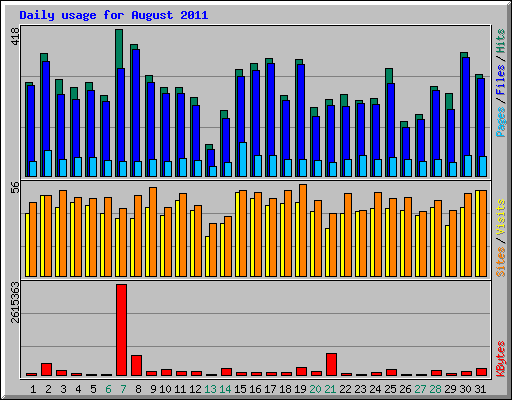 Daily usage for August 2011
418
Pages / Files / Hits
56
Sites / Visits
2615363
KBytes
1 2 3 4 5 6 7 8 9 10 11 12 13 14 15 16 17 18 19 20 21 22 23 24 25 26 27 28 29 30 31